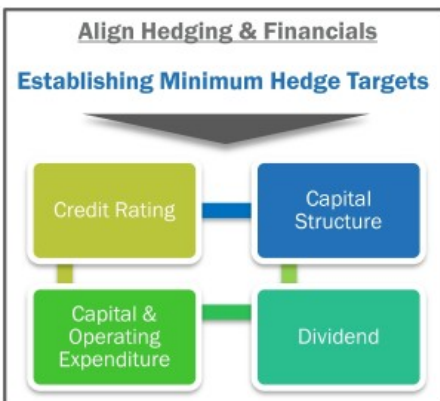 Align Hedging & Financials
Establishing Minimum Hedge Targets
Credit Rating
Capital
Structure
Capital &
Operating
Expenditure
Dividend